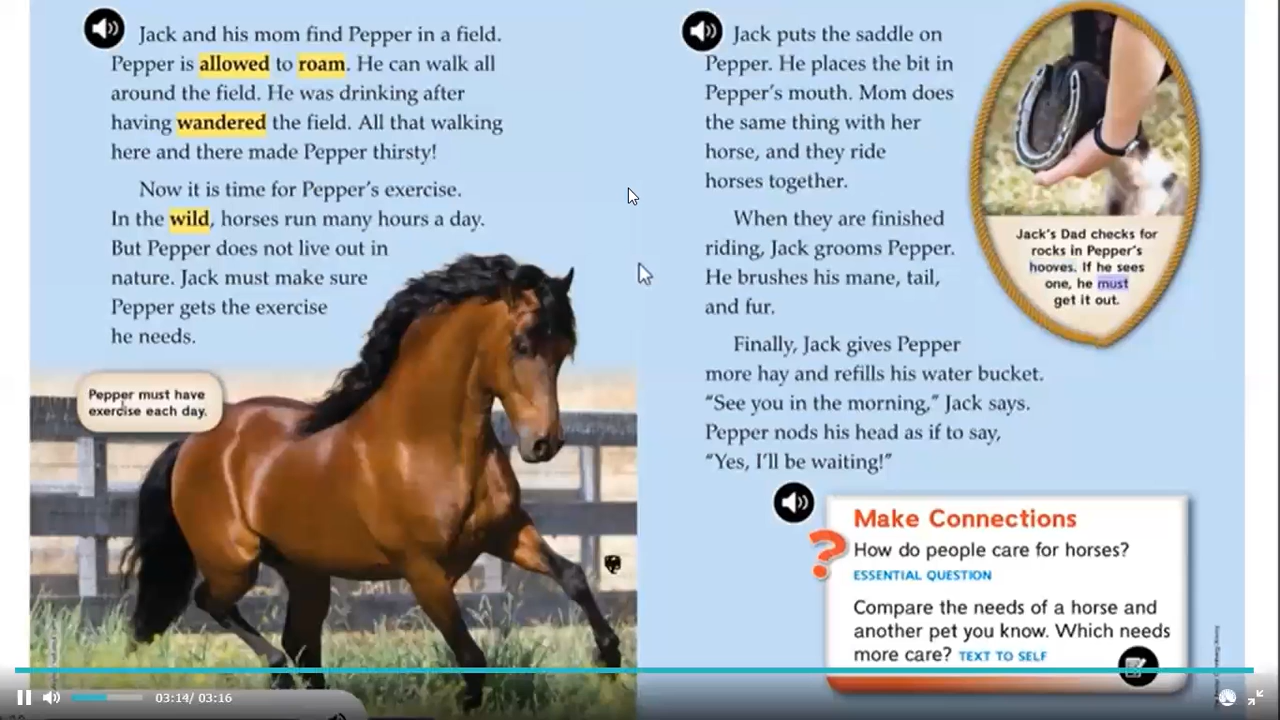 Jack and his mom find Pepper in a field.
Pepper is allowed to roam. He can walk all
around the field. He was drinking after
having wandered the field. All that walking
here and there made Pepper thirsty!
Now it is time for Pepper's exercise.
In the wild, horses run many hours a day.
But Pepper does not live out in
nature. Jack must make sure
Pepper gets the exercise
he needs.
Pepper must have
exercise each day.
Jack puts the saddle on
Pepper. He places the bit in
Pepper's mouth. Mom does
the same thing with her
horse, and they ride
horses together.
When they are finished
riding, Jack grooms Pepper.
He brushes his mane, tail,
and fur.
Finally, Jack gives Pepper
more hay and refills his water bucket.
“See you in the morning,” Jack says.
Pepper nods his head as if to say,
“Yes, I'll be waiting!”
Jack's Dad checks for
rocks in Pepper's
hooves. If he sees
one, he must
get it out.
Make Connections
How do people care for horses?
ESSENTIAL QUESTION
Compare the needs of a horse and
another pet you know. Which needs
more care? TEXT TO SELF
03:14/ 03:16